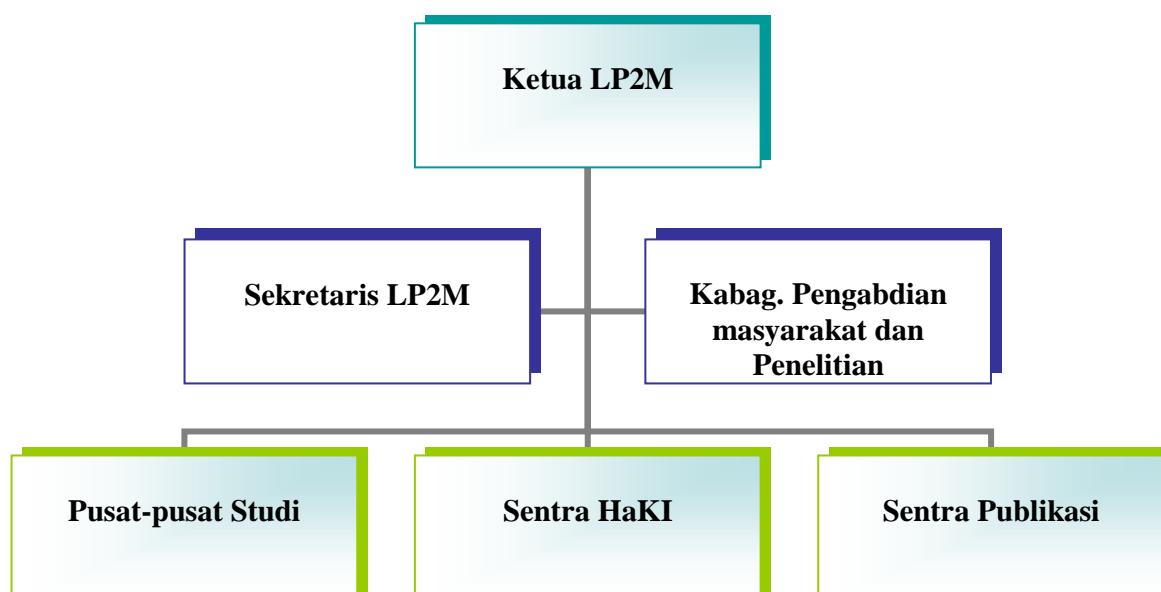 Ketua LP2M
Sekretaris LP2M
Kabag. Pengabdian
masyarakat dan
Penelitian
Pusat-pusat Studi
Sentra HaKI
Sentra Publikasi